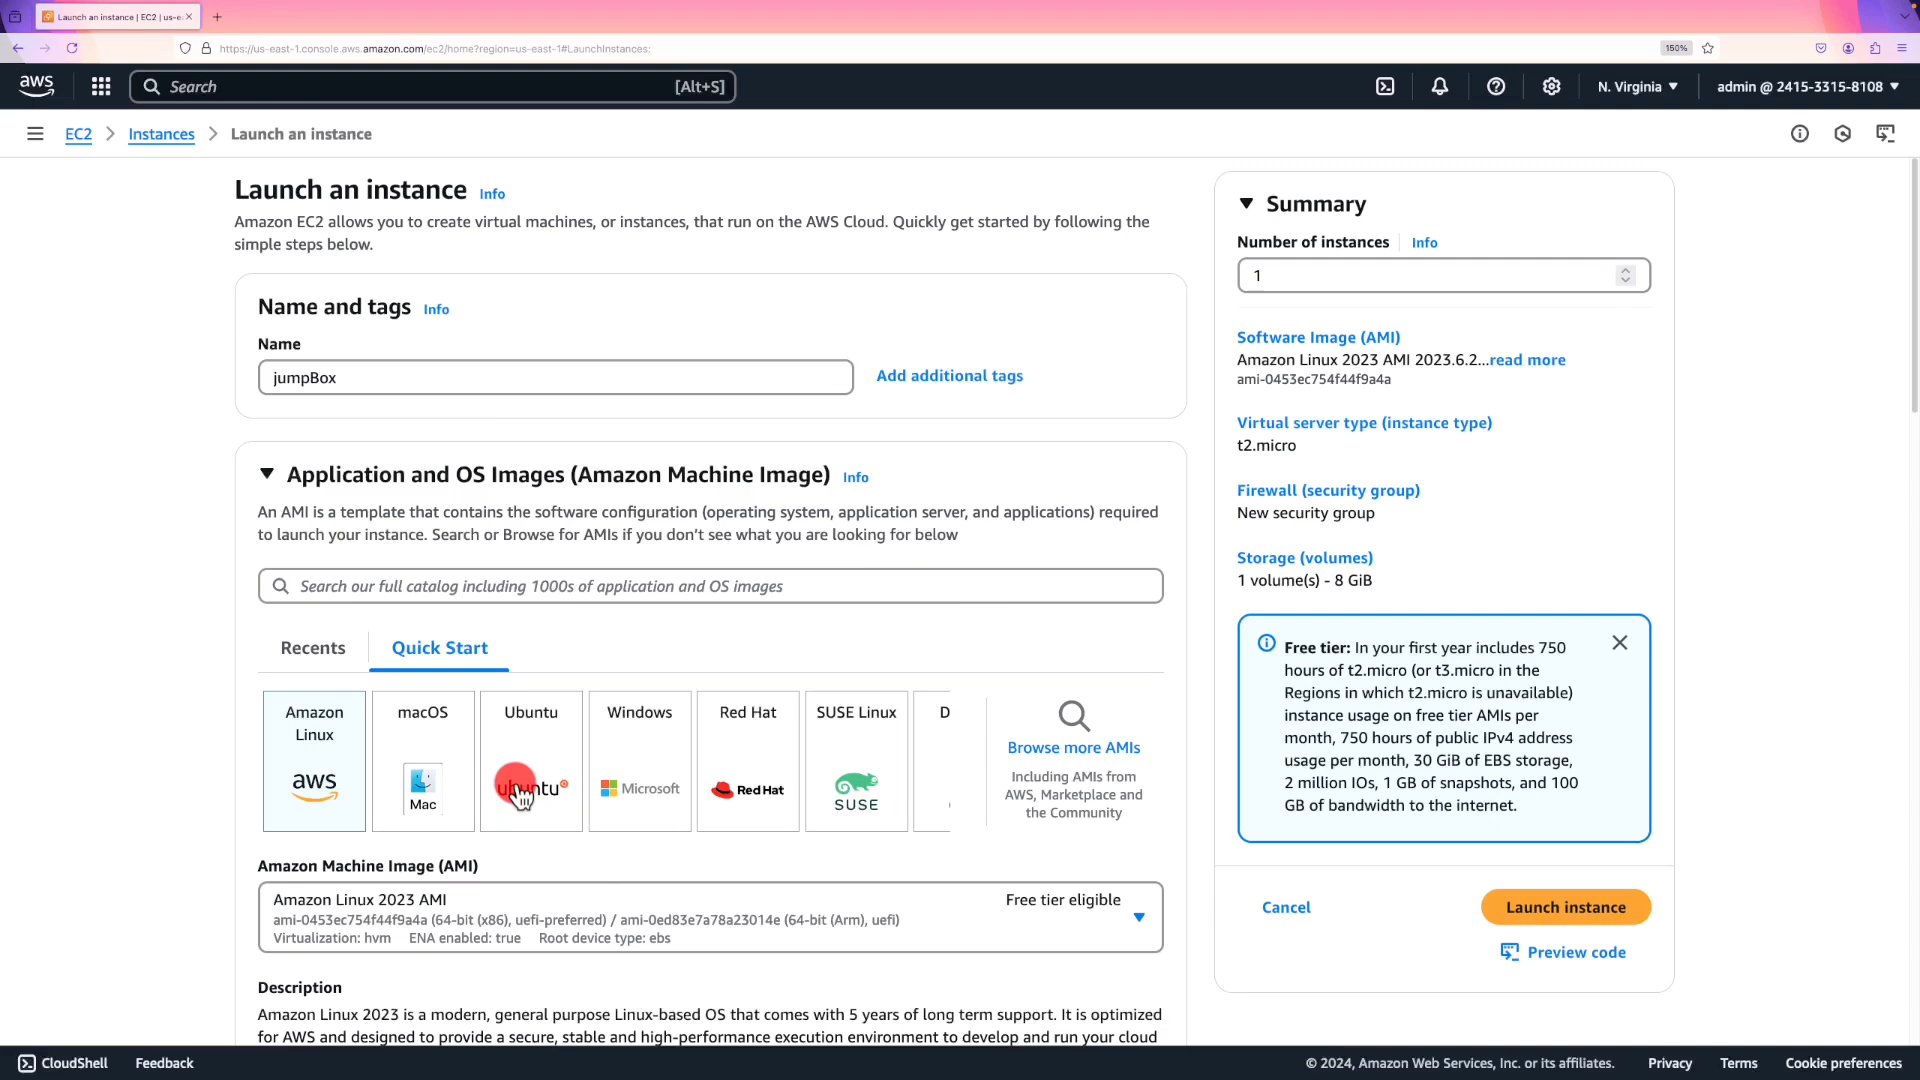 Launch an instance | EC2 | us-e
https://us-east-1.console.aws.amazon.com/ec2/home?region=us-east-1#LaunchInstances:
150%
aws
Search
[Alt+S]
N. Virginia
admin @ 2415-3315-8108
EC2
Instances
Launch an instance
Launch an instance Info
Amazon EC2 allows you to create virtual machines, or instances, that run on the AWS Cloud. Quickly get started by following the
simple steps below.
Name and tags Info
Name
jumpBox
Add additional tags
Application and OS Images (Amazon Machine Image) Info
An AMI is a template that contains the software configuration (operating system, application server, and applications) required
to launch your instance. Search or Browse for AMIs if you don’t see what you are looking for below
Search our full catalog including 1000s of application and OS images
Recents
Quick Start
Amazon
Linux
aws
macOS
Mac
Ubuntu
ubuntu
Windows
Microsoft
Red Hat
Red Hat
SUSE Linux
SUSE
D
Browse more AMIs
Including AMIs from
AWS, Marketplace and
the Community
Amazon Machine Image (AMI)
Amazon Linux 2023 AMI
Free tier eligible
ami-0453ec754f44f9a4a (64-bit (x86), uefi-preferred) / ami-0ed83e7a78a23014e (64-bit (Arm), uefi)
Virtualization: hvm ENA enabled: true Root device type: ebs
Description
Amazon Linux 2023 is a modern, general purpose Linux-based OS that comes with 5 years of long term support. It is optimized
for AWS and designed to provide a secure, stable and high-performance execution environment to develop and run your cloud
Summary
Number of instances Info
1
Software Image (AMI)
Amazon Linux 2023 AMI 2023.6.2...read more
ami-0453ec754f44f9a4a
Virtual server type (instance type)
t2.micro
Firewall (security group)
New security group
Storage (volumes)
1 volume(s) - 8 GiB
Free tier: In your first year includes 750
hours of t2.micro (or t3.micro in the
Regions in which t2.micro is unavailable)
instance usage on free tier AMIs per
month, 750 hours of public IPv4 address
usage per month, 30 GiB of EBS storage,
2 million IOs, 1 GB of snapshots, and 100
GB of bandwidth to the internet.
Cancel
Launch instance
Preview code
CloudShell
Feedback
© 2024, Amazon Web Services, Inc. or its affiliates.
Privacy
Terms
Cookie preferences